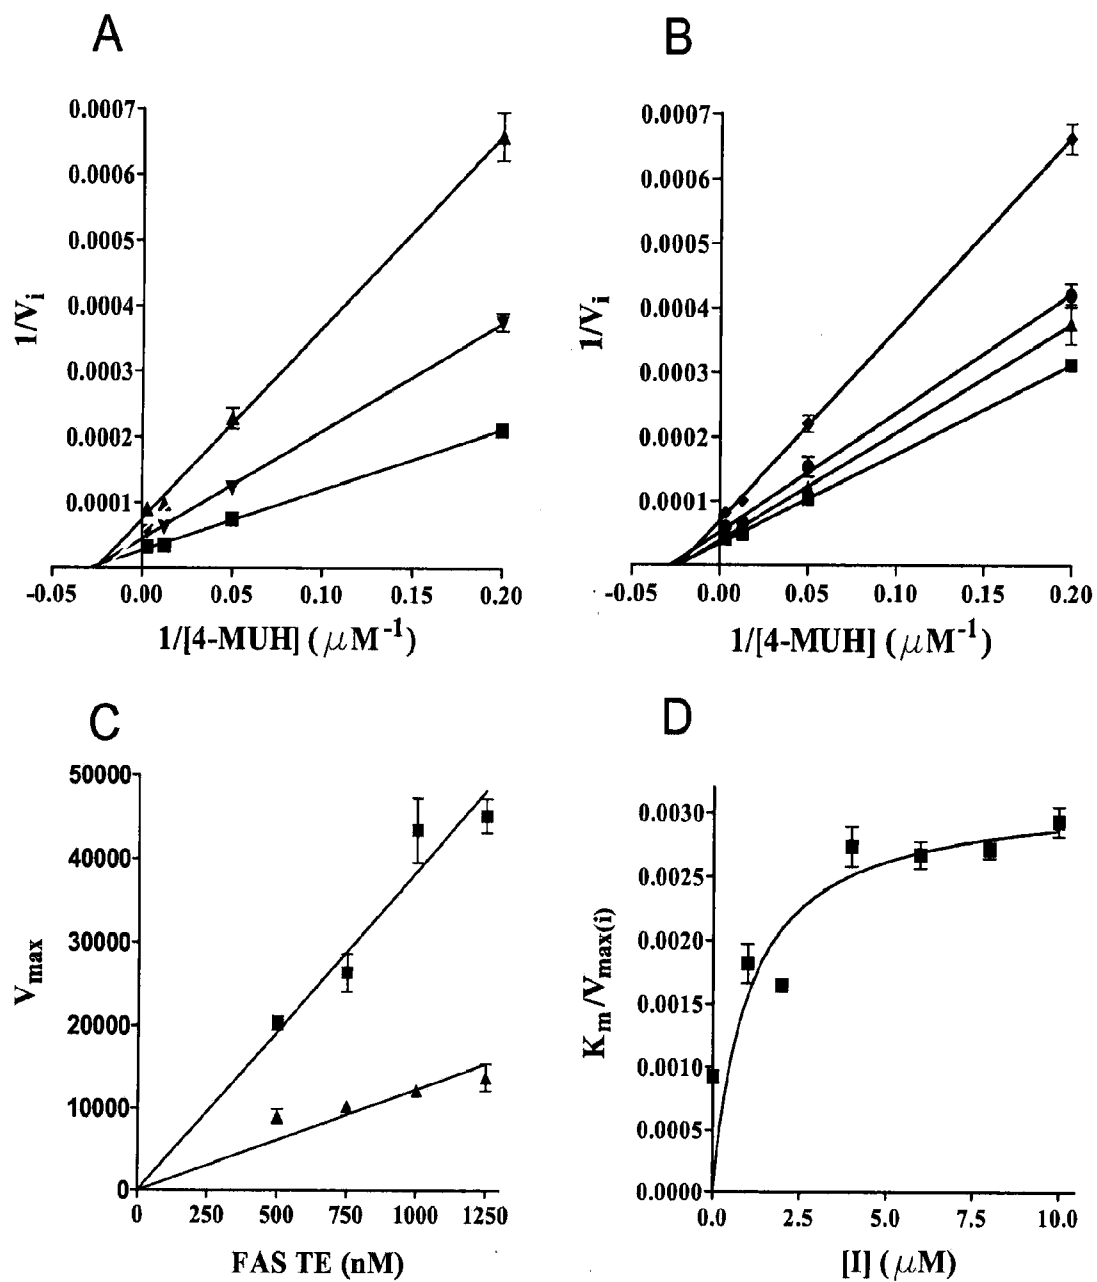 A
0.0007
0.0006
0.0005
0.0004
0.0003
0.0002
0.0001
1/Vi
-0.05 0.00 0.05 0.10 0.15 0.20
1/[4-MUH] (μM-1)
B
0.0007
0.0006
0.0005
0.0004
0.0003
0.0002
0.0001
1/Vi
-0.05 0.00 0.05 0.10 0.15 0.20
1/[4-MUH] (μM-1)
C
50000
40000
30000
20000
10000
0
Vmax
0 250 500 750 1000 1250
FAS TE (nM)
D
0.0030
0.0025
0.0020
0.0015
0.0010
0.0005
0.0000
Km/Vmax(i)
0.0 2.5 5.0 7.5 10.0
[I] (μM)